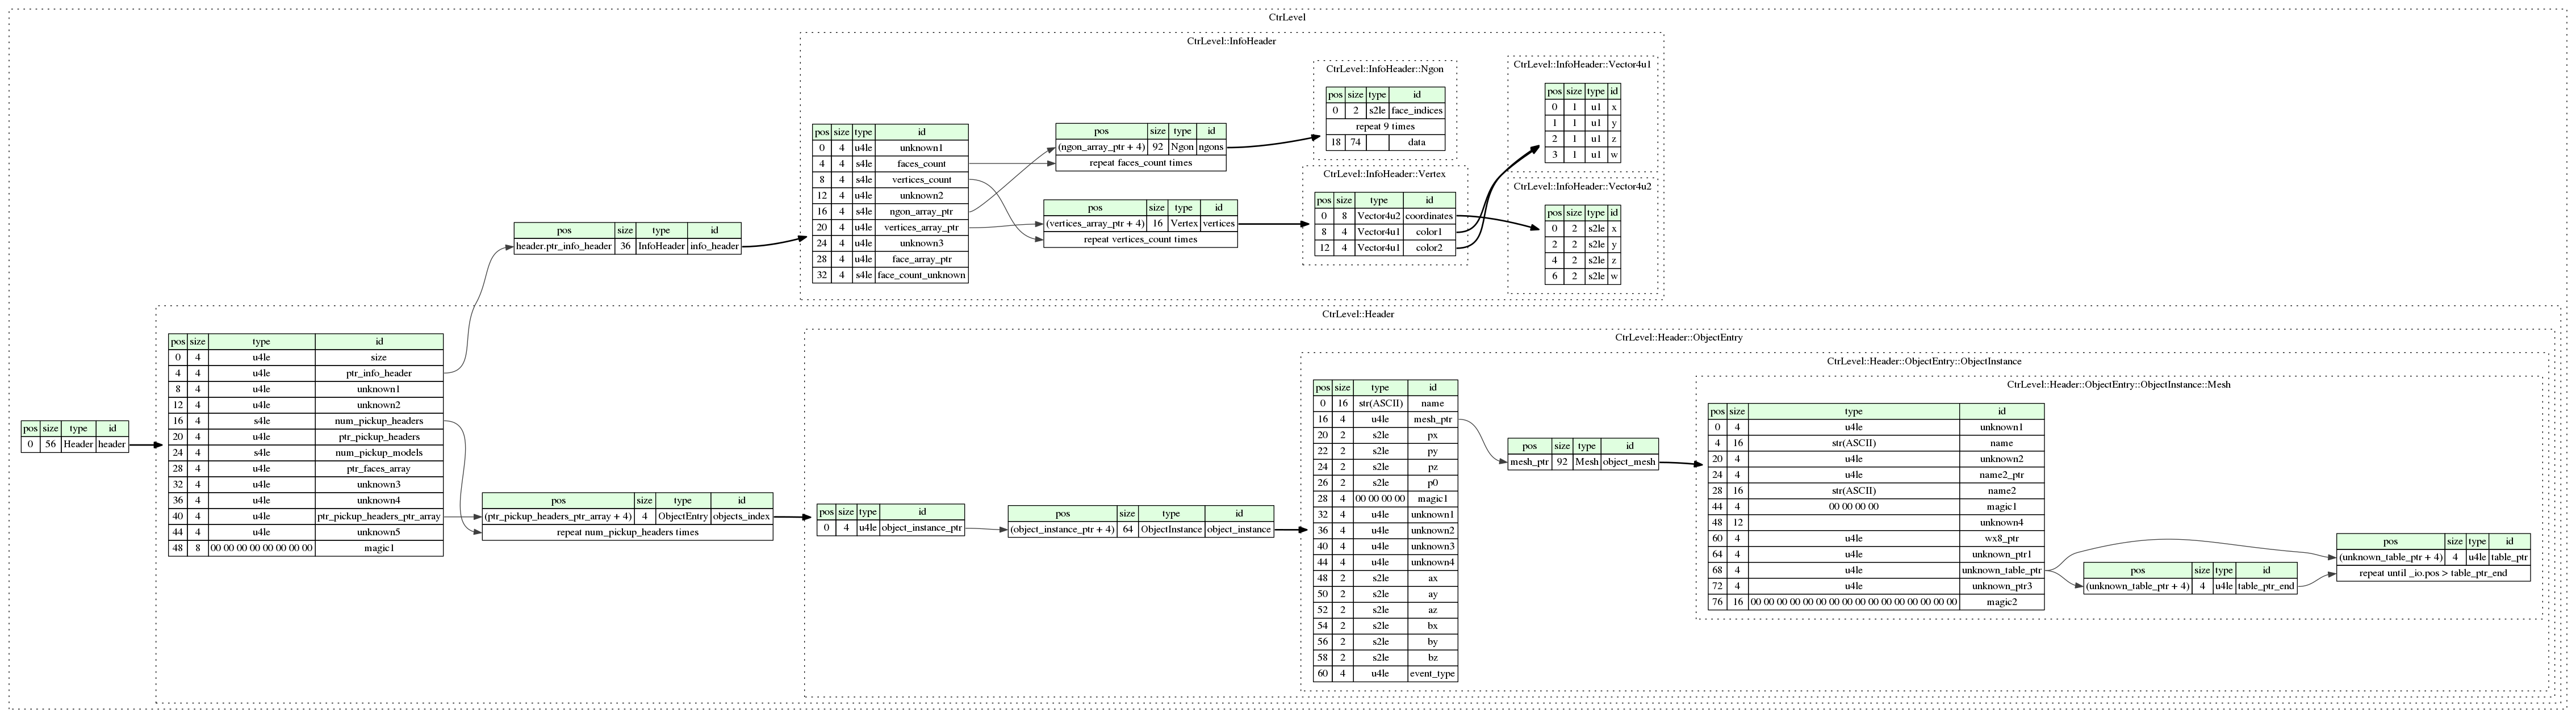 CtrLevel
CtrLevel::InfoHeader
CtrLevel::InfoHeader::Ngon
pos size type id
0 2 s2le face_indices
repeat 9 times
18 74 data
CtrLevel::InfoHeader::Vector4u1
pos size type id
0 1 u1 x
1 1 u1 y
2 1 u1 z
3 1 u1 w
pos size type id
0 4 u4le unknown1
4 4 s4le faces_count
8 4 s4le vertices_count
12 4 u4le unknown2
16 4 s4le ngon_array_ptr
20 4 u4le vertices_array_ptr
24 4 u4le unknown3
28 4 u4le face_array_ptr
32 4 s4le face_count_unknown
pos size type id
(ngon_array_ptr + 4) 92 Ngon ngons
repeat faces_count times
CtrLevel::InfoHeader::Vertex
pos size type id
0 8 Vector4u2 coordinates
8 4 Vector4u1 color1
12 4 Vector4u1 color2
CtrLevel::InfoHeader::Vector4u2
pos size type id
0 2 s2le x
2 2 s2le y
4 2 s2le z
6 2 s2le w
pos size type id
(vertices_array_ptr + 4) 16 Vertex vertices
repeat vertices_count times
pos size type id
header.ptr_info_header 36 InfoHeader info_header
CtrLevel::Header
pos size type id
0 56 Header header
pos size type id
0 4 u4le size
4 4 u4le ptr_info_header
8 4 u4le unknown1
12 4 u4le unknown2
16 4 s4le num_pickup_headers
20 4 u4le ptr_pickup_headers
24 4 s4le num_pickup_models
28 4 u4le ptr_faces_array
32 4 u4le unknown3
36 4 u4le unknown4
40 4 u4le ptr_pickup_headers_ptr_array
44 4 u4le unknown5
48 8 00 00 00 00 00 00 00 00 magic1
pos size type id
(ptr_pickup_headers_ptr_array + 4) 4 ObjectEntry objects_index
repeat num_pickup_headers times
CtrLevel::Header::ObjectEntry
pos size type id
0 4 u4le object_instance_ptr
pos size type id
(object_instance_ptr + 4) 64 ObjectInstance object_instance
CtrLevel::Header::ObjectEntry::ObjectInstance
pos size type id
0 16 str(ASCII) name
16 4 u4le mesh_ptr
20 2 s2le px
22 2 s2le py
24 2 s2le pz
26 2 s2le p0
28 4 00 00 00 00 magic1
32 4 u4le unknown1
36 4 u4le unknown2
40 4 u4le unknown3
44 4 u4le unknown4
48 2 s2le ax
50 2 s2le ay
52 2 s2le az
54 2 s2le bx
56 2 s2le by
58 2 s2le bz
60 4 u4le event_type
pos size type id
mesh_ptr 92 Mesh object_mesh
CtrLevel::Header::ObjectEntry::ObjectInstance::Mesh
pos size type id
0 4 u4le unknown1
4 16 str(ASCII) name
20 4 u4le unknown2
24 4 u4le name2_ptr
28 16 str(ASCII) name2
44 4 00 00 00 00 magic1
48 12 unknown4
60 4 u4le wx8_ptr
64 4 u4le unknown_ptr1
68 4 u4le unknown_table_ptr
72 4 u4le unknown_ptr3
76 16 00 00 00 00 00 00 00 00 00 00 00 00 00 00 00 00 magic2
pos size type id
(unknown_table_ptr + 4) 4 u4le table_ptr_end
pos size type id
(unknown_table_ptr + 4) 4 u4le table_ptr
repeat until _io.pos > table_ptr_end